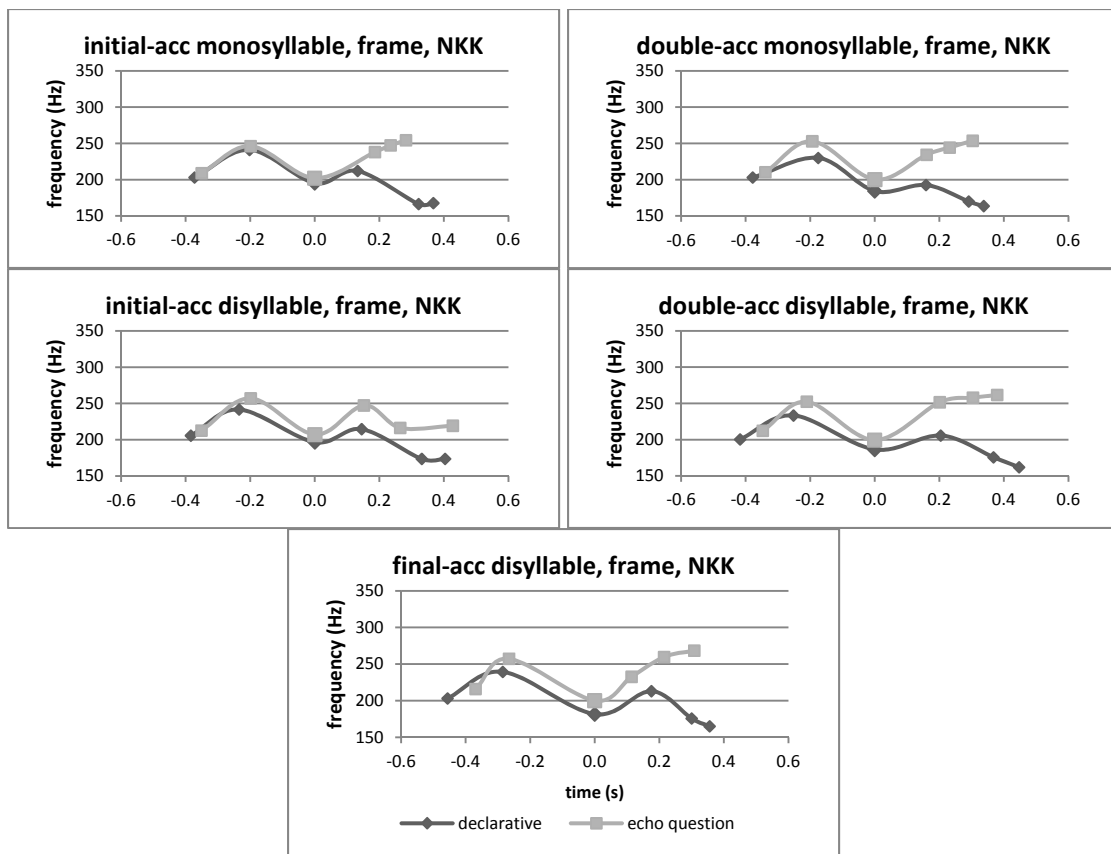 initial-acc monosyllable, frame, NKK
frequency (Hz)
350
300
250
200
150
-0.6 -0.4 -0.2 0.0 0.2 0.4 0.6
double-acc monosyllable, frame, NKK
frequency (Hz)
350
300
250
200
150
-0.6 -0.4 -0.2 0.0 0.2 0.4 0.6
initial-acc disyllable, frame, NKK
frequency (Hz)
350
300
250
200
150
-0.6 -0.4 -0.2 0.0 0.2 0.4 0.6
double-acc disyllable, frame, NKK
frequency (Hz)
350
300
250
200
150
-0.6 -0.4 -0.2 0.0 0.2 0.4 0.6
final-acc disyllable, frame, NKK
frequency (Hz)
350
300
250
200
150
-0.6 -0.4 -0.2 0.0 0.2 0.4 0.6
time (s)
declarative echo question